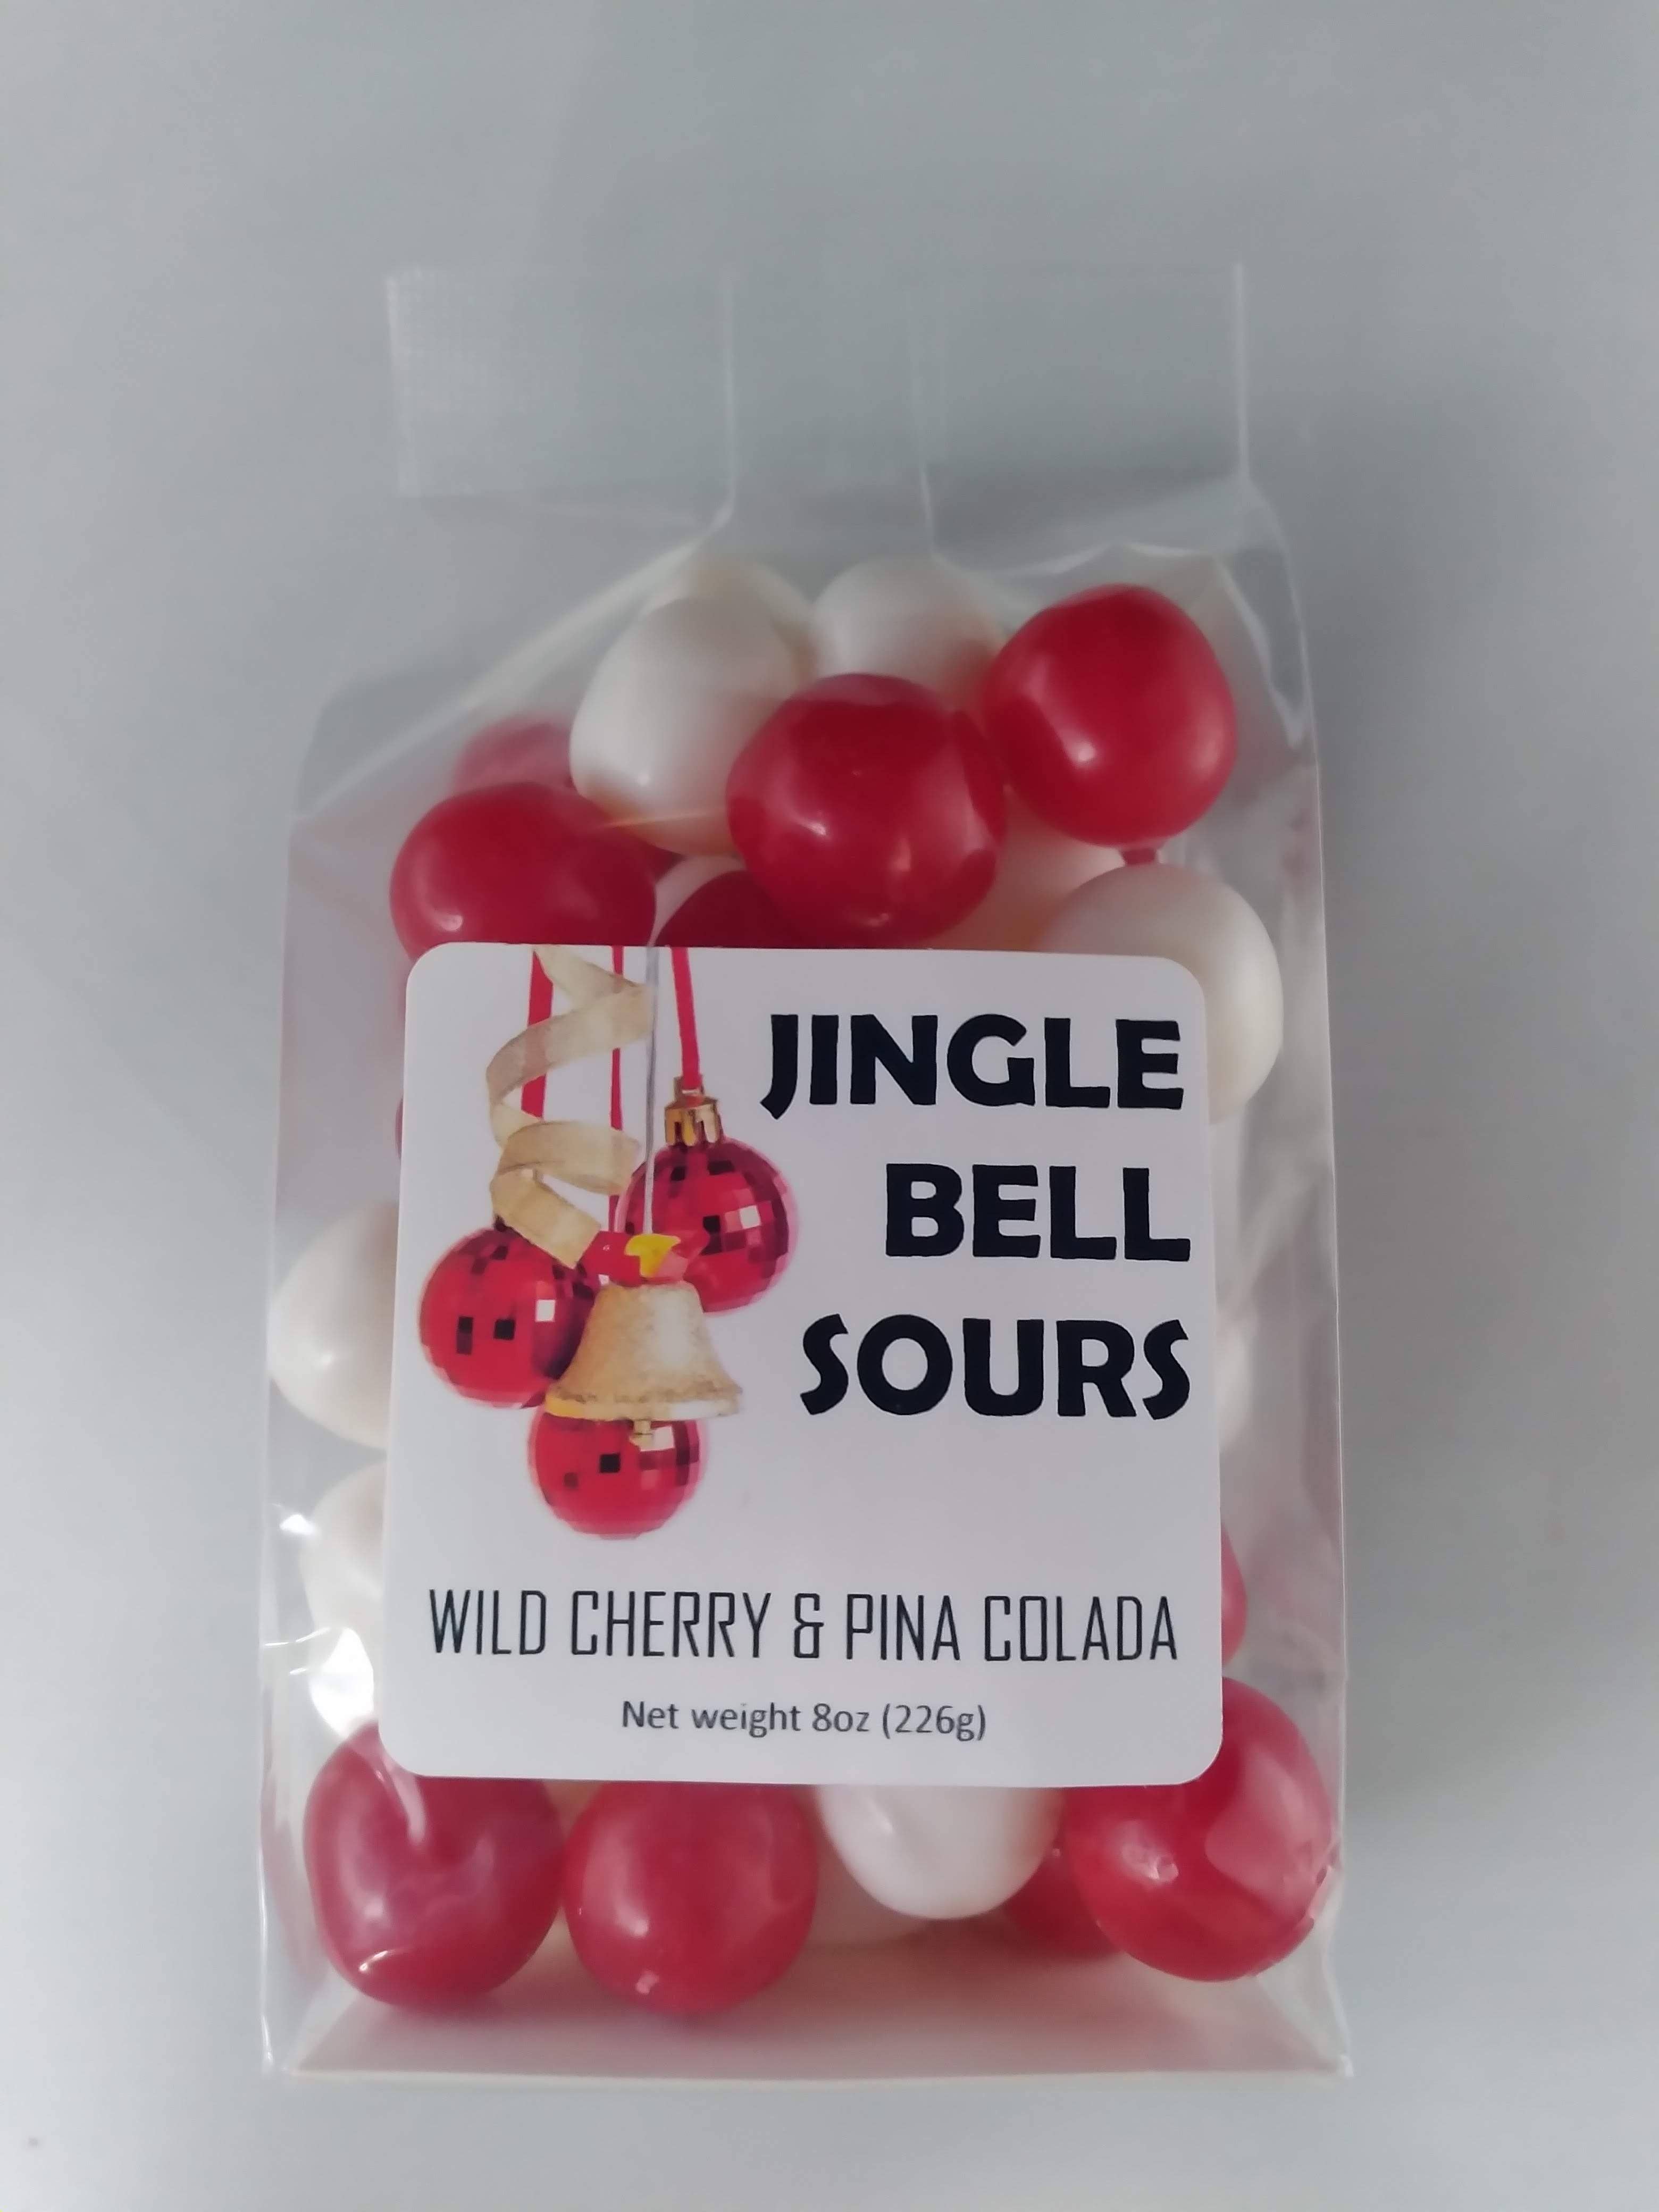 JINGLE
BELL
SOURS
WILD CHERRY & PINA COLADA
Net weight 8oz (226g)